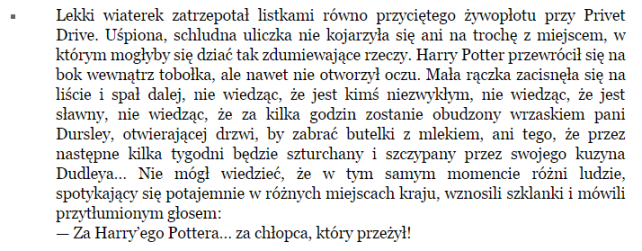 ▪ Lekki wiaterek zatrzepotał listkami równo przyciętego żywopłotu przy Privet
Drive. Uśpiona, schludna uliczka nie kojarzyła się ani na trochę z miejscem, w
którym mogłyby się dziać tak zdumiewające rzeczy. Harry Potter przewrócił się na
bok wewnątrz tobołka, ale nawet nie otworzył oczu. Mała rączka zacisnęła się na
liście i spał dalej, nie wiedząc, że jest kimś niezwykłym, nie wiedząc, że jest
sławny, nie wiedząc, że za kilka godzin zostanie obudzony wrzaskiem pani
Dursley, otwierającej drzwi, by zabrać butelki z mlekiem, ani tego, że przez
następne kilka tygodni będzie szturchany i szczypany przez swojego kuzyna
Dudleya... Nie mógł wiedzieć, że w tym samym momencie różni ludzie,
spotykający się potajemnie w różnych miejscach kraju, wznosili szklanki i mówili
przytłumionym głosem:
— Za Harry'ego Pottera... za chłopca, który przeżył!